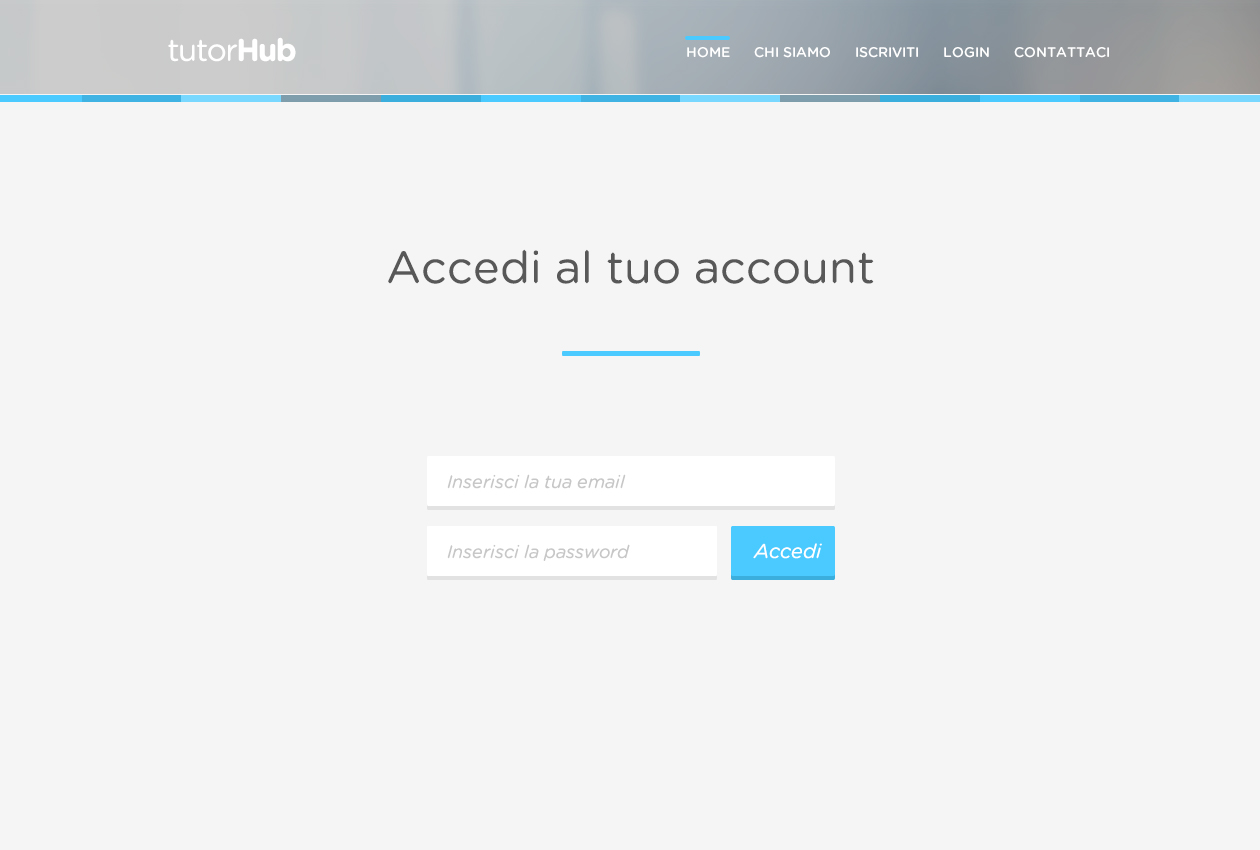 tutorHub
HOME CHI SIAMO ISCRIVITI LOGIN CONTATTACI
Accedi al tuo account
Inserisci la tua email
Inserisci la password
Accedi